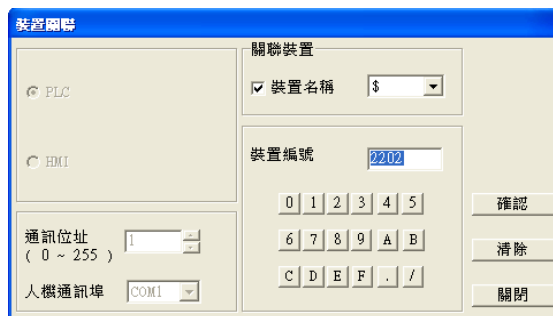 裝置關聯
PLC
HMI
通訊位址
( 0 ~ 255 )
1
人機通訊埠
COM1
關聯裝置
裝置名稱
$
裝置編號
2202
0 1 2 3 4 5
6 7 8 9 A B
C D E F . /
確認
清除
關閉